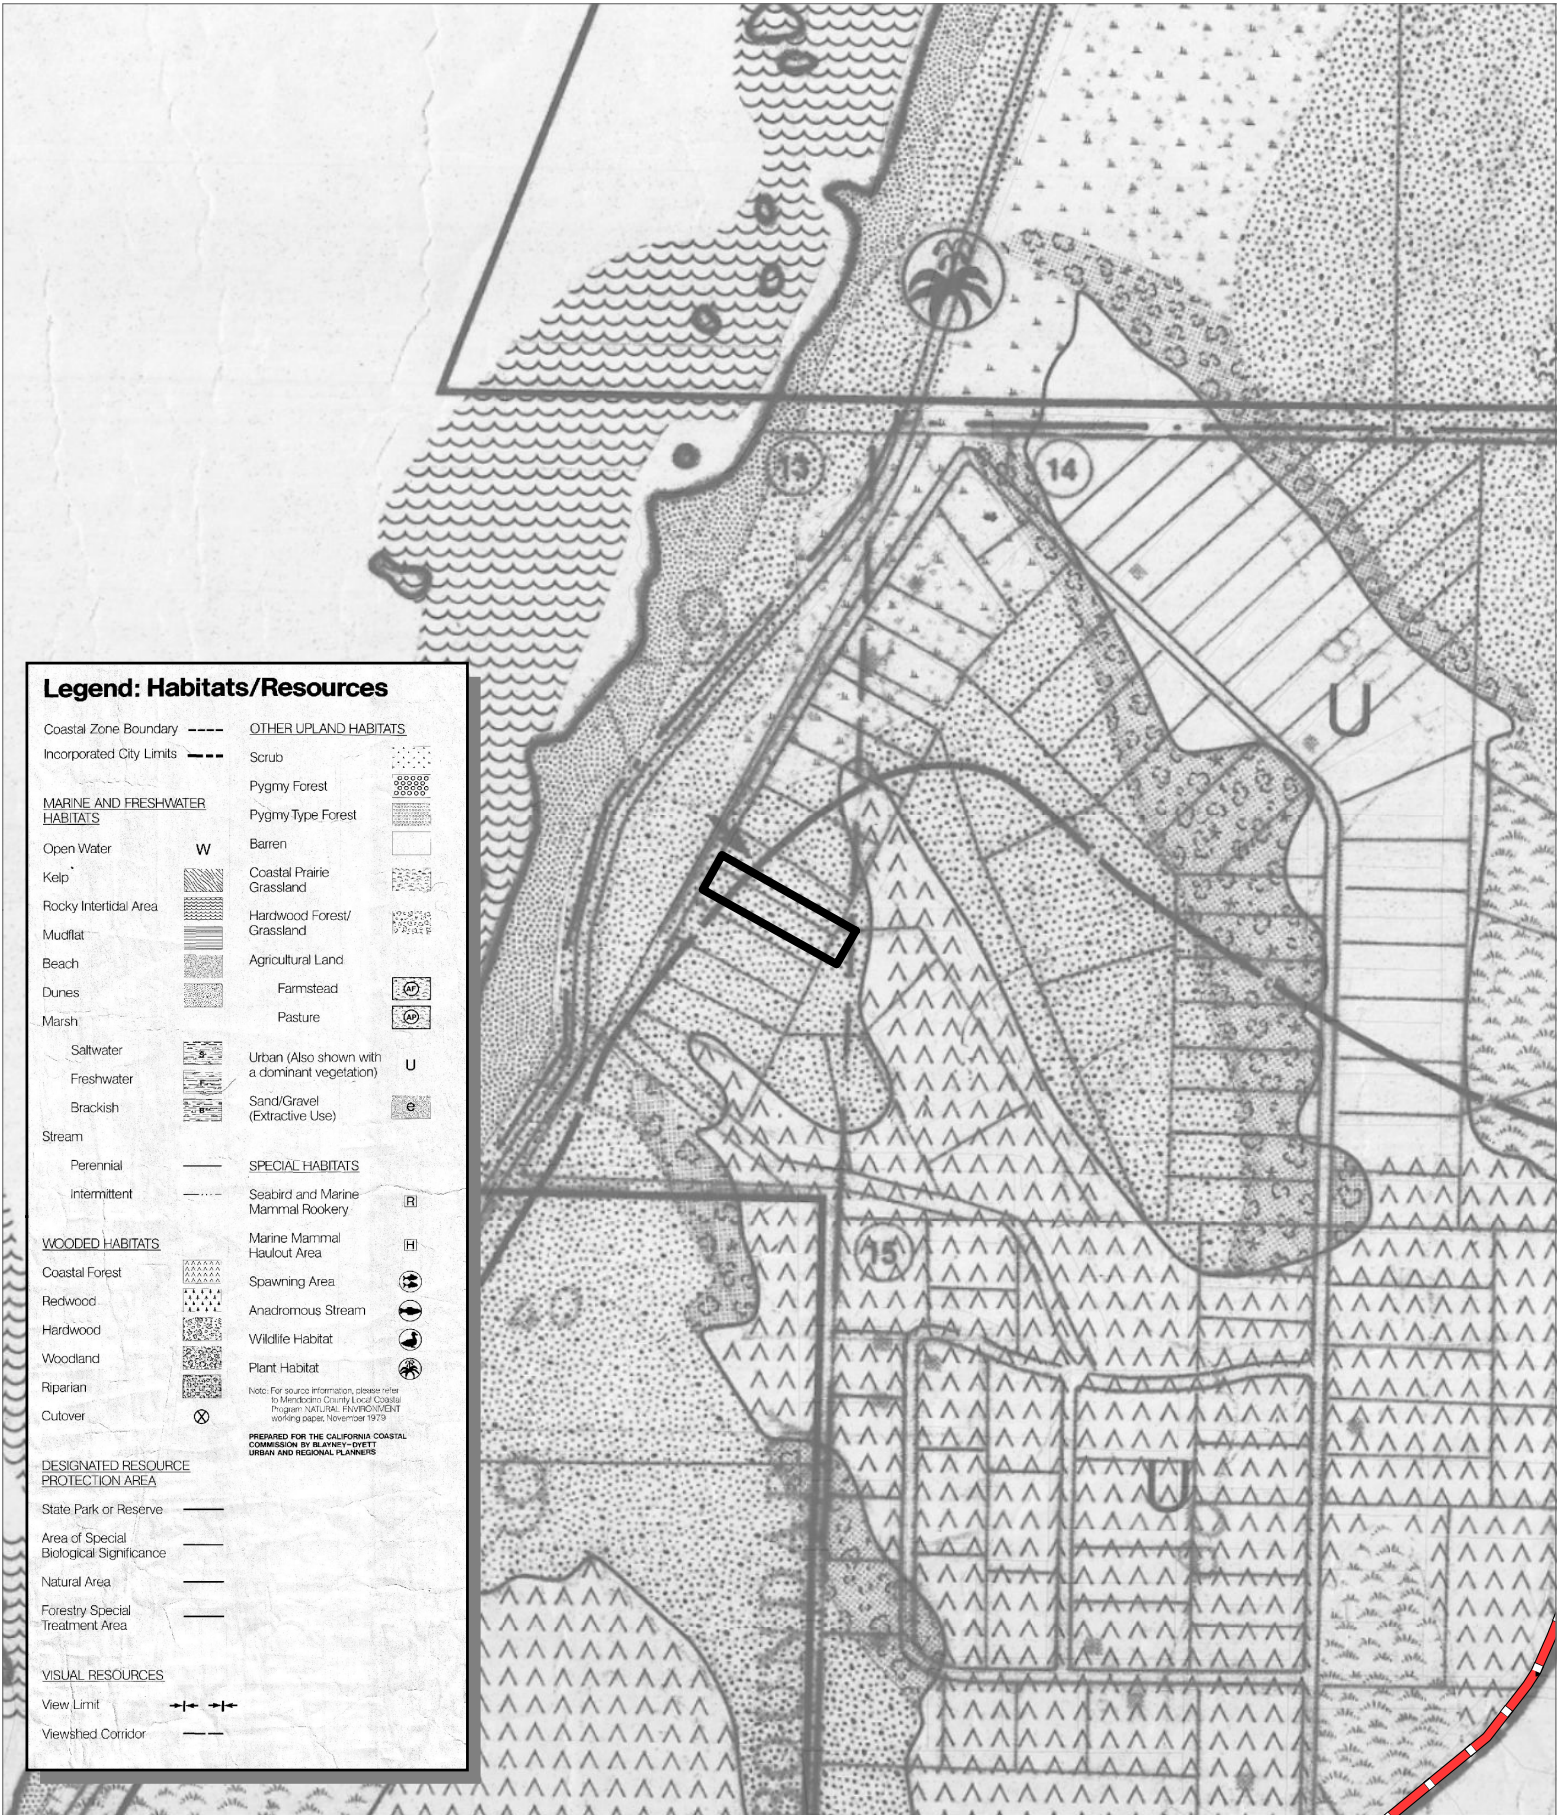 13
14
U
15
U
Legend: Habitats/Resources
Coastal Zone Boundary
Incorporated City Limits
MARINE AND FRESHWATER
HABITATS
Open Water W
Kelp
Rocky Intertidal Area
Mudflat
Beach
Dunes
Marsh
Saltwater S
Freshwater F
Brackish B
Stream
Perennial
Intermittent
WOODED HABITATS
Coastal Forest
Redwood
Hardwood
Woodland
Riparian
Cutover
DESIGNATED RESOURCE
PROTECTION AREA
State Park or Reserve
Area of Special
Biological Significance
Natural Area
Forestry Special
Treatment Area
VISUAL RESOURCES
View Limit
Viewshed Corridor
OTHER UPLAND HABITATS
Scrub
Pygmy Forest
Pygmy Type Forest
Barren
Coastal Prairie
Grassland
Hardwood Forest/
Grassland
Agricultural Land
Farmstead AF
Pasture AP
Urban (Also shown with
a dominant vegetation) U
Sand/Gravel
(Extractive Use) e
SPECIAL HABITATS
Seabird and Marine
Mammal Rookery R
Marine Mammal
Haulout Area H
Spawning Area
Anadromous Stream
Wildlife Habitat
Plant Habitat
Note: For source information, please refer
to Mendocino County Local Coastal
Program NATURAL ENVIRONMENT
working paper, November 1979
PREPARED FOR THE CALIFORNIA COASTAL
COMMISSION BY BLAYNEY-DYETT
URBAN AND REGIONAL PLANNERS